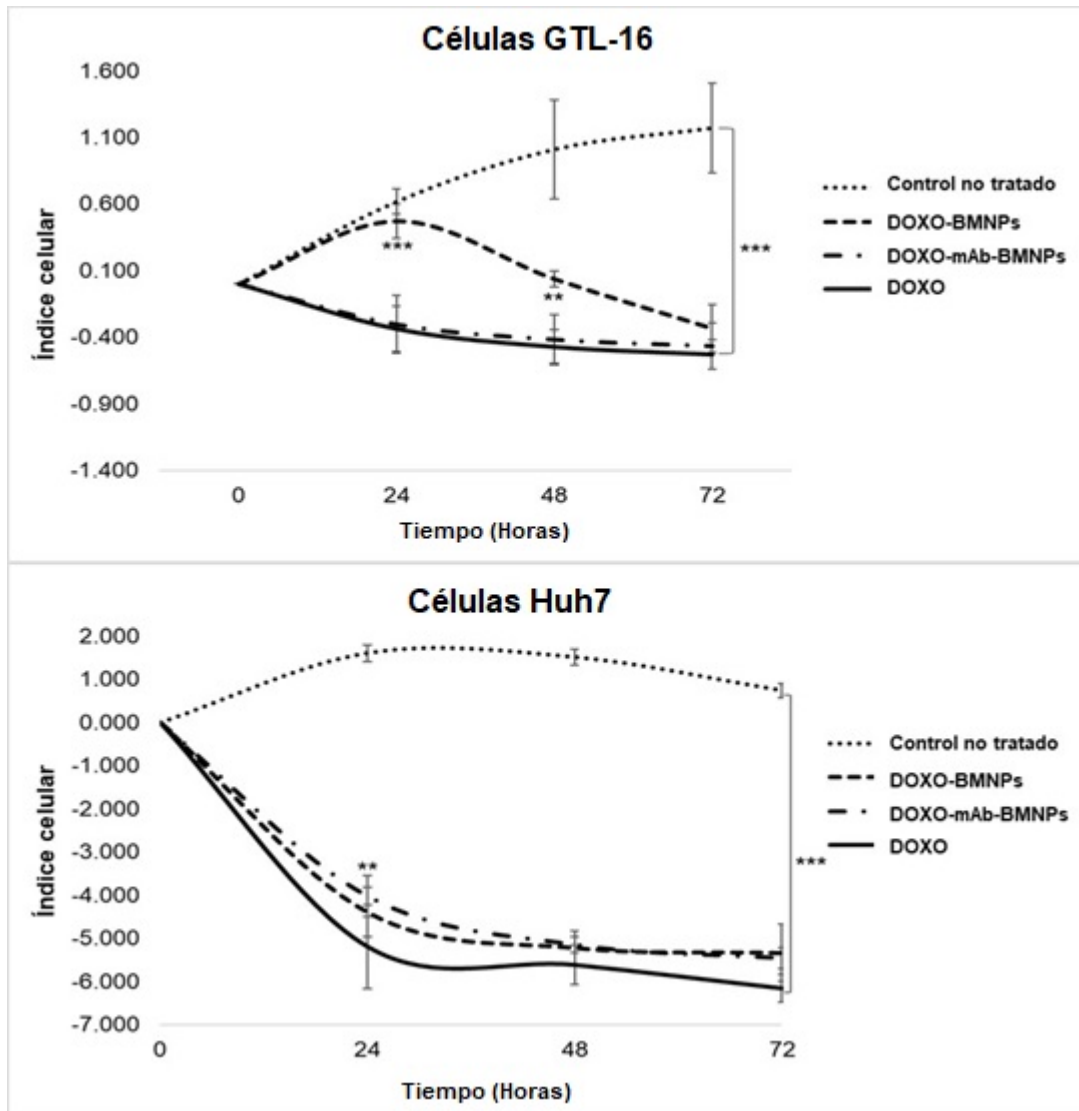 Células GTL-16
1.600
1.100
0.600
0.100
-0.400
-0.900
-1.400
Índice celular
0 24 48 72
Tiempo (Horas)
***
**
***
Control no tratado
DOXO-BMNPs
DOXO-mAb-BMNPs
DOXO
Células Huh7
2.000
1.000
0.000
-1.000
-2.000
-3.000
-4.000
-5.000
-6.000
-7.000
Índice celular
0 24 48 72
Tiempo (Horas)
**
***
Control no tratado
DOXO-BMNPs
DOXO-mAb-BMNPs
DOXO